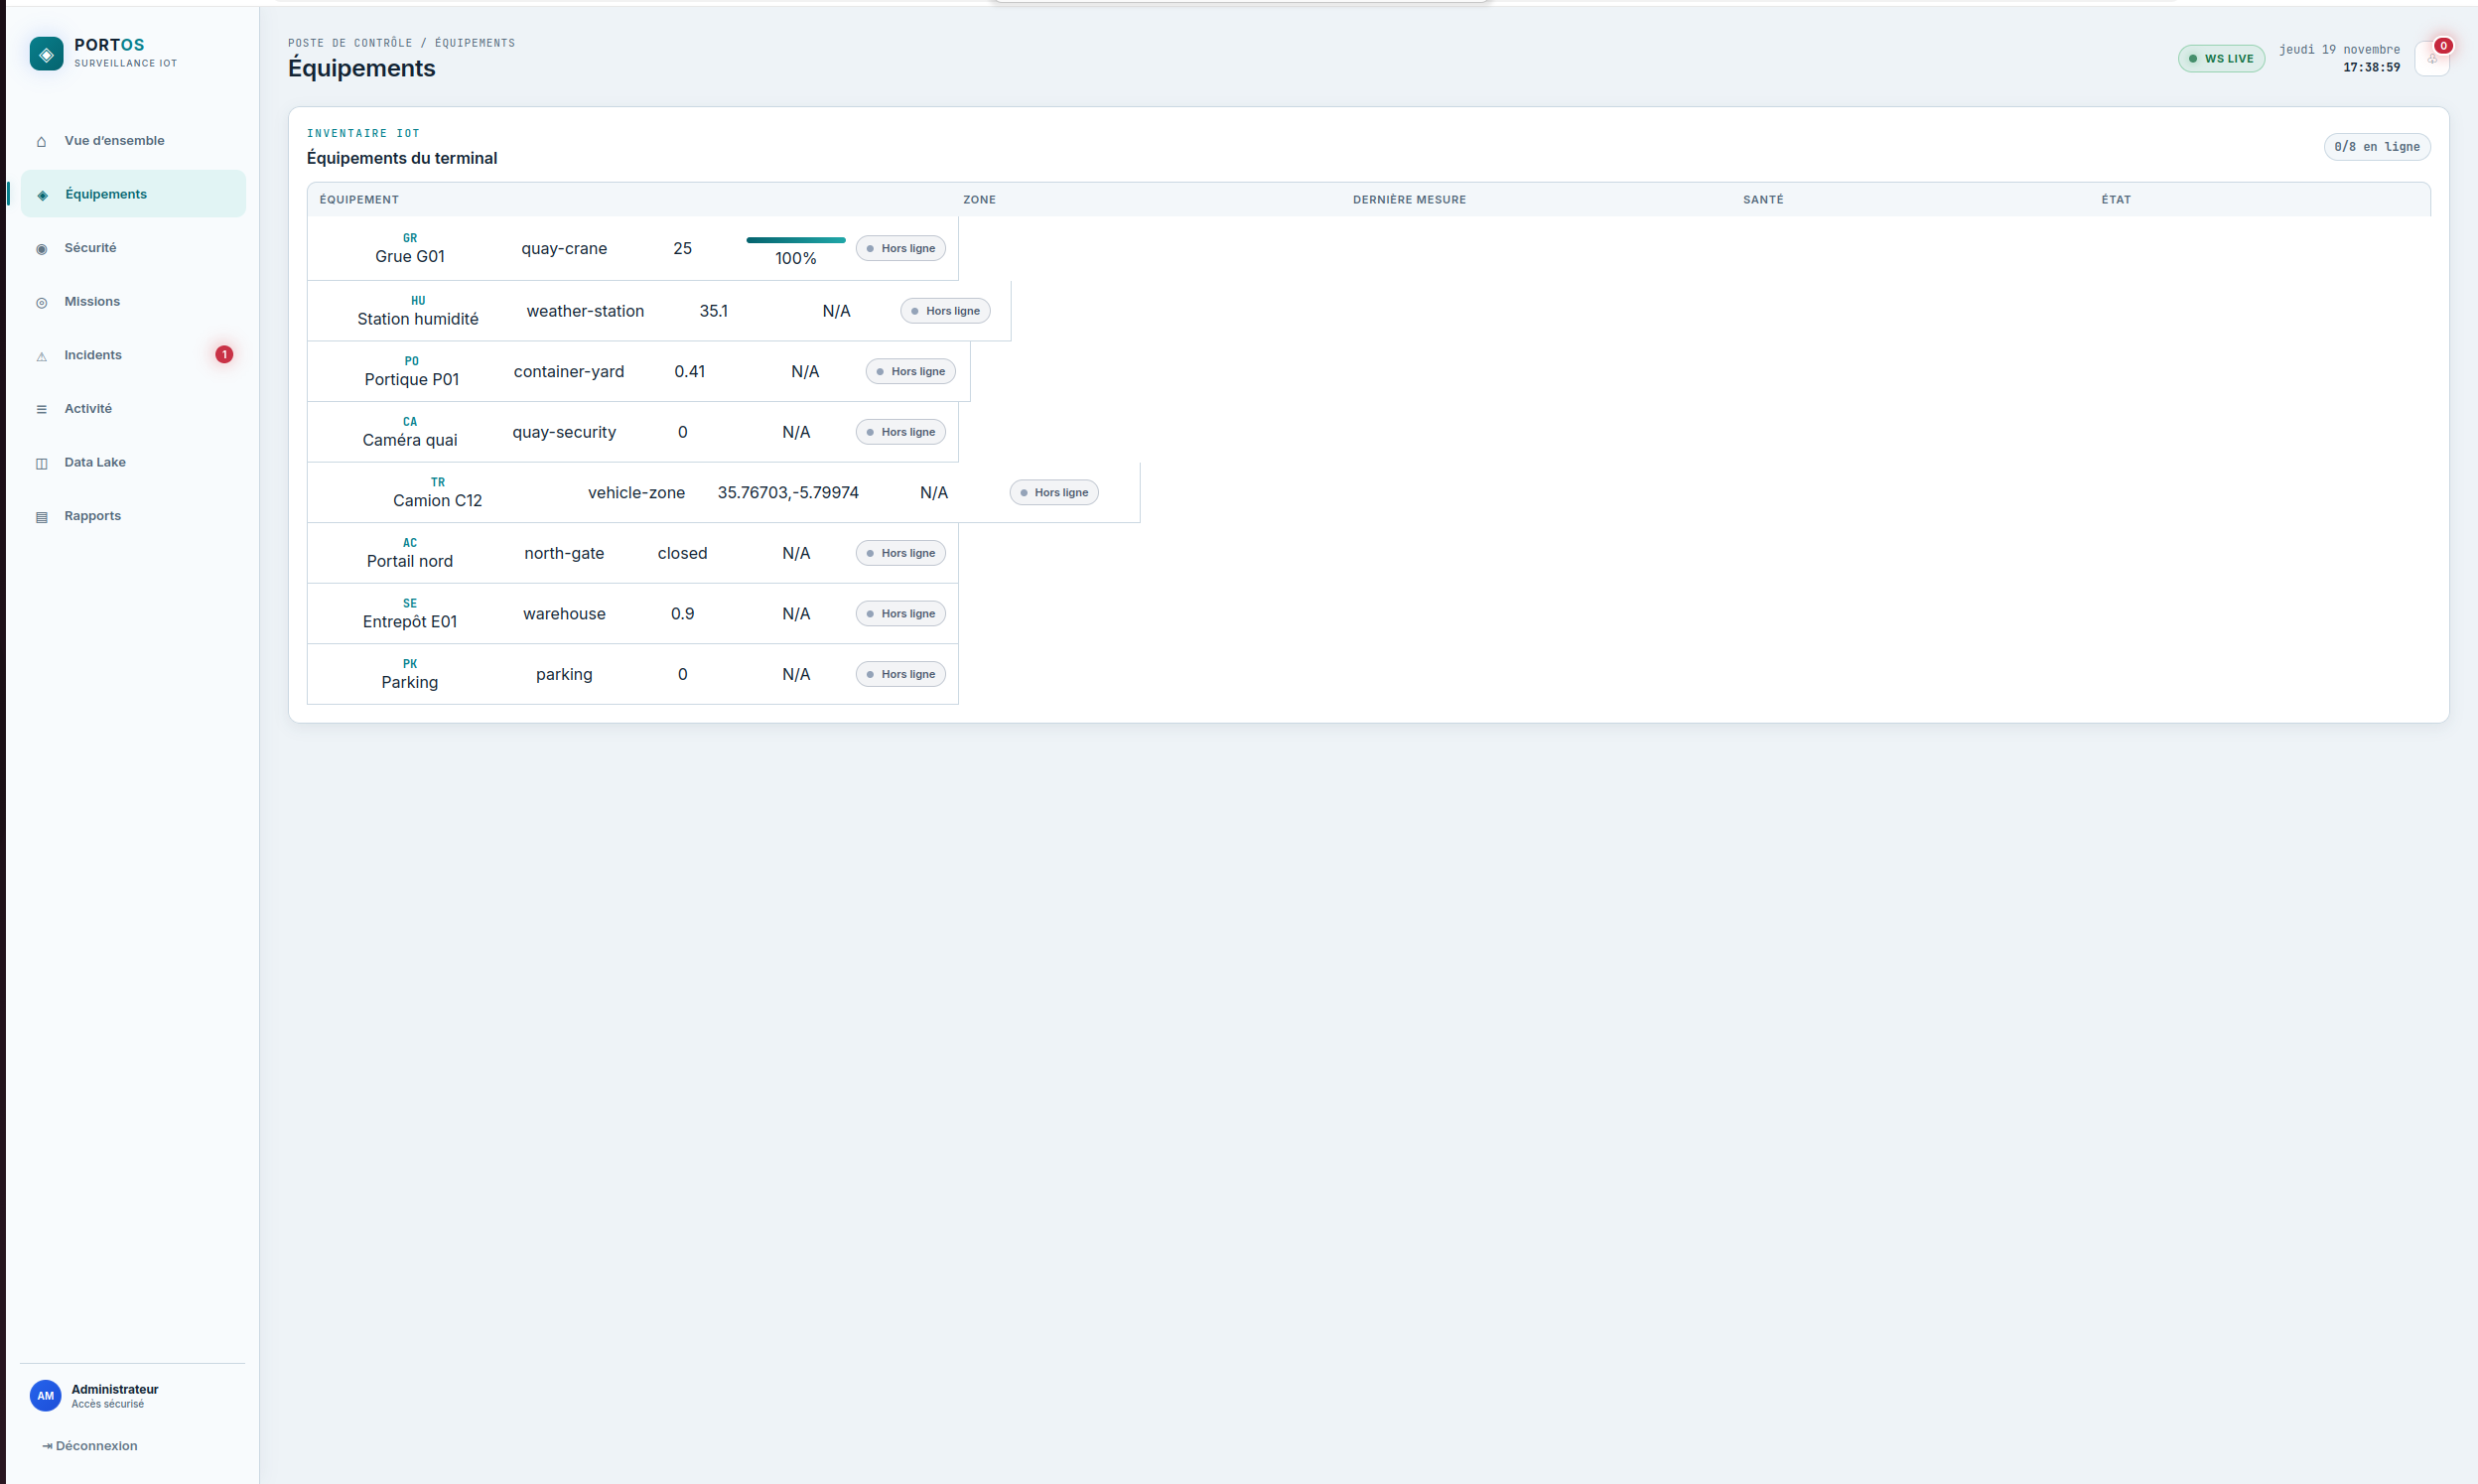 PORTOS
SURVEILLANCE IOT
Vue d'ensemble
Équipements
Sécurité
Missions
Incidents 1
Activité
Data Lake
Rapports
AM Administrateur
Accès sécurisé
Déconnexion
POSTE DE CONTRÔLE / ÉQUIPEMENTS
Équipements
WS LIVE
jeudi 19 novembre
17:38:59
0
INVENTAIRE IOT
Équipements du terminal
0/8 en ligne
ÉQUIPEMENT ZONE DERNIÈRE MESURE SANTÉ ÉTAT
GR
Grue G01 quay-crane 25 100% Hors ligne
HU
Station humidité weather-station 35.1 N/A Hors ligne
PO
Portique P01 container-yard 0.41 N/A Hors ligne
CA
Caméra quai quay-security 0 N/A Hors ligne
TR
Camion C12 vehicle-zone 35.76703,-5.79974 N/A Hors ligne
AC
Portail nord north-gate closed N/A Hors ligne
SE
Entrepôt E01 warehouse 0.9 N/A Hors ligne
PK
Parking parking 0 N/A Hors ligne